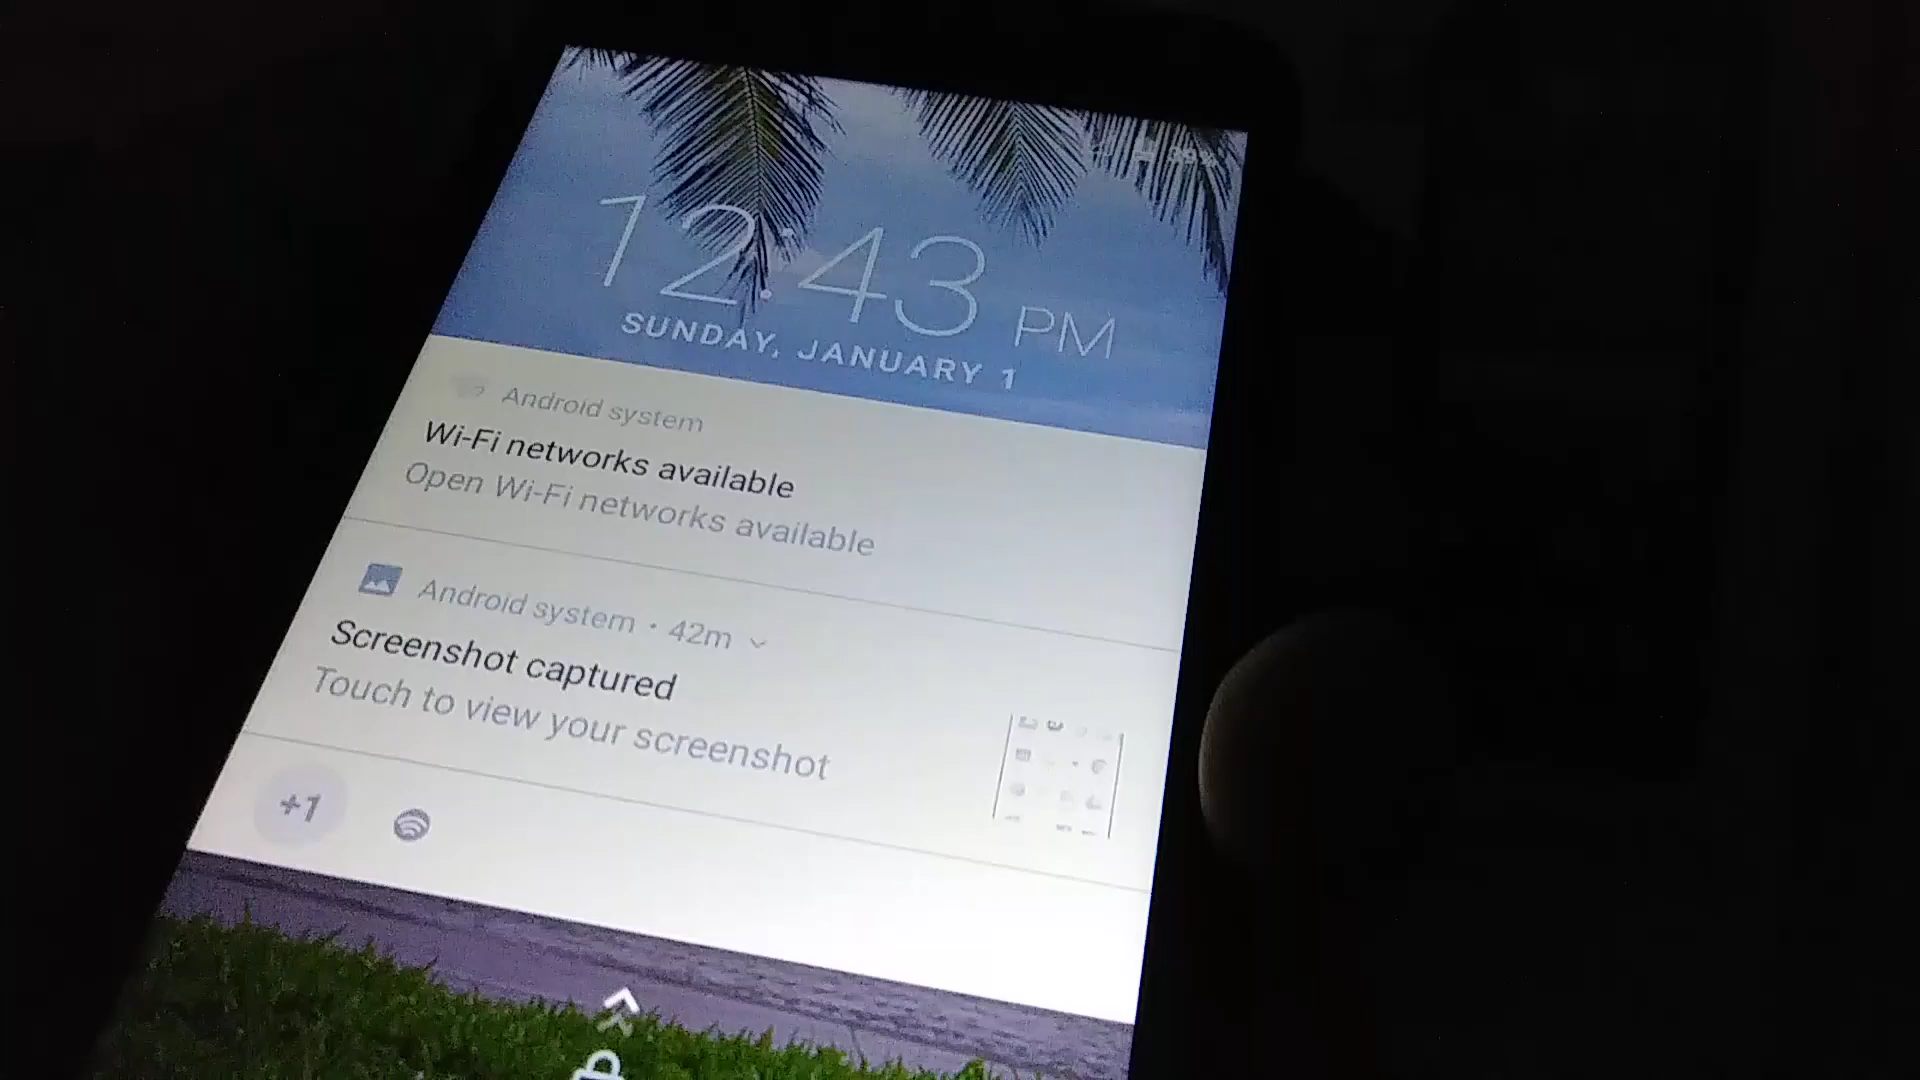 12:43 PM
SUNDAY, JANUARY 1
Android system
Wi-Fi networks available
Open Wi-Fi networks available
Android system • 42m
Screenshot captured
Touch to view your screenshot
+1